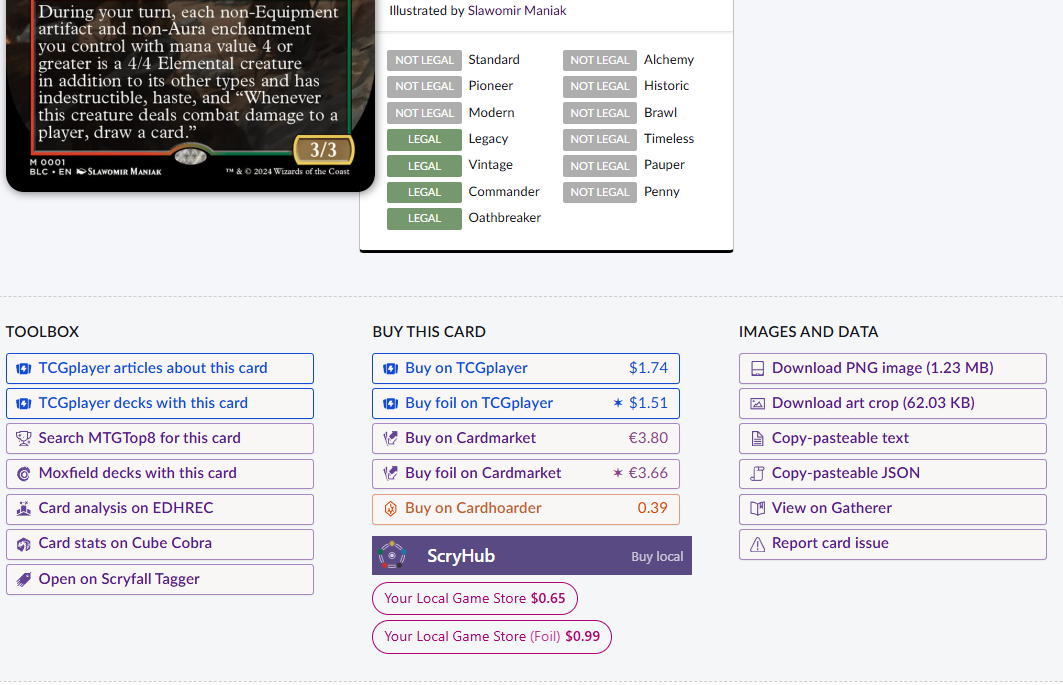 During your turn, each non-Equipment
artifact and non-Aura enchantment
you control with mana value 4 or
greater is a 4/4 Elemental creature
in addition to its other types and has
indestructible, haste, and “Whenever
this creature deals combat damage to a
player, draw a card.”
3/3
M 0001
BLC • EN SLAWOMIR MANIAK
™ & © 2024 Wizards of the Coast
Illustrated by Slawomir Maniak
NOT LEGAL Standard
NOT LEGAL Alchemy
NOT LEGAL Pioneer
NOT LEGAL Historic
NOT LEGAL Modern
NOT LEGAL Brawl
LEGAL Legacy
NOT LEGAL Timeless
LEGAL Vintage
NOT LEGAL Pauper
LEGAL Commander
NOT LEGAL Penny
LEGAL Oathbreaker
TOOLBOX
TCGplayer articles about this card
TCGplayer decks with this card
Search MTGTop8 for this card
Moxfield decks with this card
Card analysis on EDHREC
Card stats on Cube Cobra
Open on Scryfall Tagger
BUY THIS CARD
Buy on TCGplayer $1.74
Buy foil on TCGplayer ✶ $1.51
Buy on Cardmarket €3.80
Buy foil on Cardmarket ✶ €3.66
Buy on Cardhoarder 0.39
ScryHub Buy local
Your Local Game Store $0.65
Your Local Game Store (Foil) $0.99
IMAGES AND DATA
Download PNG image (1.23 MB)
Download art crop (62.03 KB)
Copy-pasteable text
Copy-pasteable JSON
View on Gatherer
Report card issue